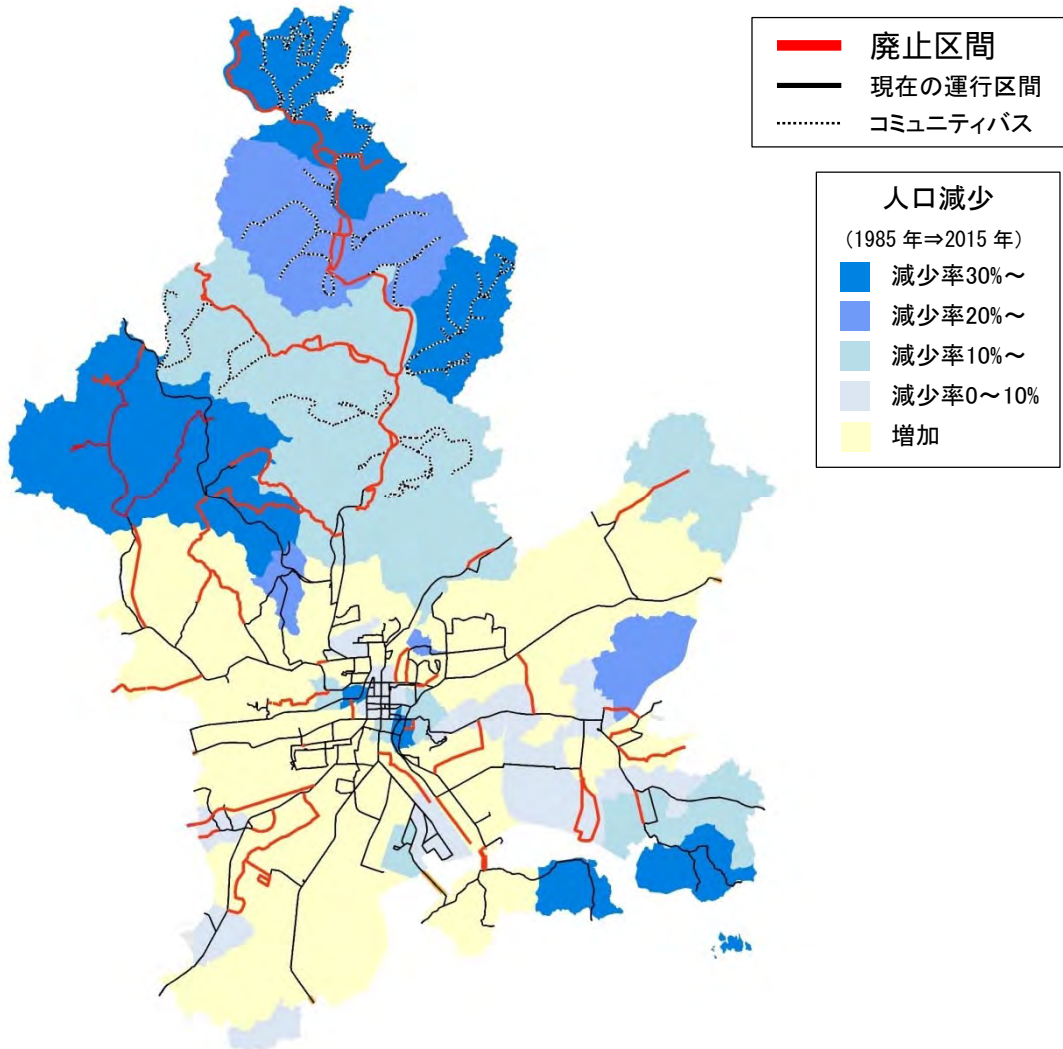 廃止区間
現在の運行区間
コミュニティバス
人口減少
（1985 年⇒2015 年）
減少率30%～
減少率20%～
減少率10%～
減少率0～10%
増加